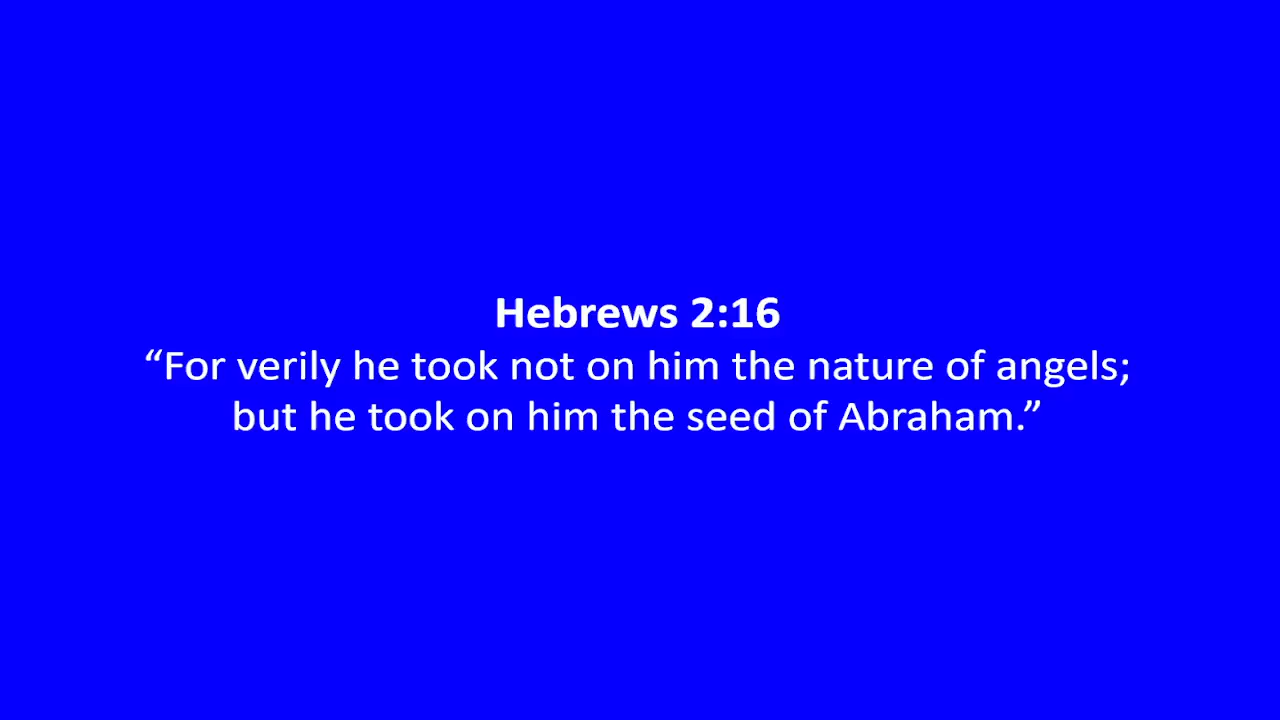 Hebrews 2:16
“For verily he took not on him the nature of angels;
but he took on him the seed of Abraham.”